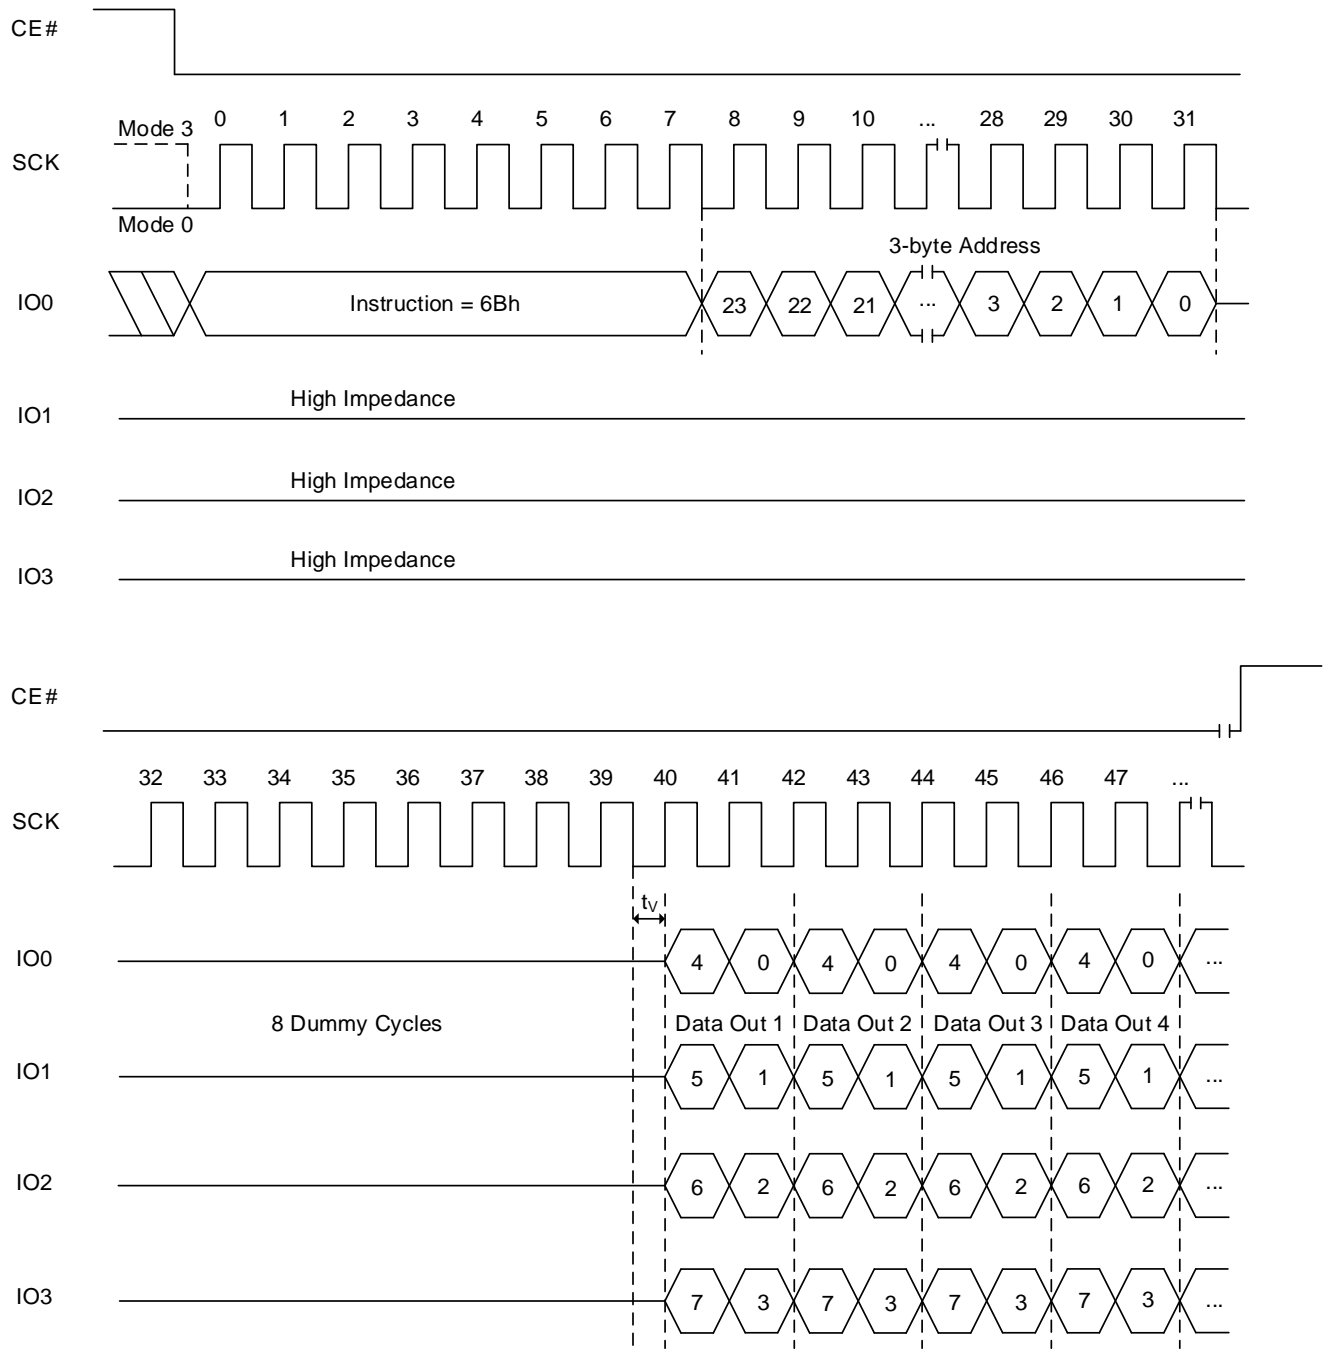 CE#
Mode 3 0 1 2 3 4 5 6 7 8 9 10 ... 28 29 30 31
SCK
Mode 0
3-byte Address
IO0 Instruction = 6Bh 23 22 21 ... 3 2 1 0
High Impedance
IO1
High Impedance
IO2
High Impedance
IO3
CE#
32 33 34 35 36 37 38 39 40 41 42 43 44 45 46 47 ...
SCK
tV
IO0 4 0 4 0 4 0 4 0 ...
8 Dummy Cycles Data Out 1 Data Out 2 Data Out 3 Data Out 4
IO1 5 1 5 1 5 1 5 1 ...
IO2 6 2 6 2 6 2 6 2 ...
IO3 7 3 7 3 7 3 7 3 ...